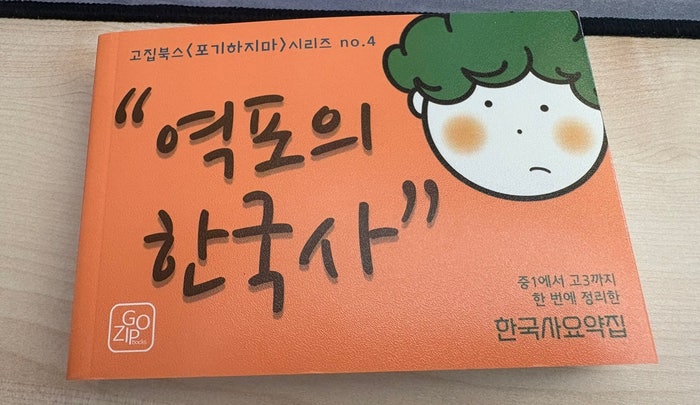 고집북스<포기하지마>시리즈 no.4
“역포의
한국사”
중1에서 고3까지
한 번에 정리한
한국사요약집
GO
ZIP
books